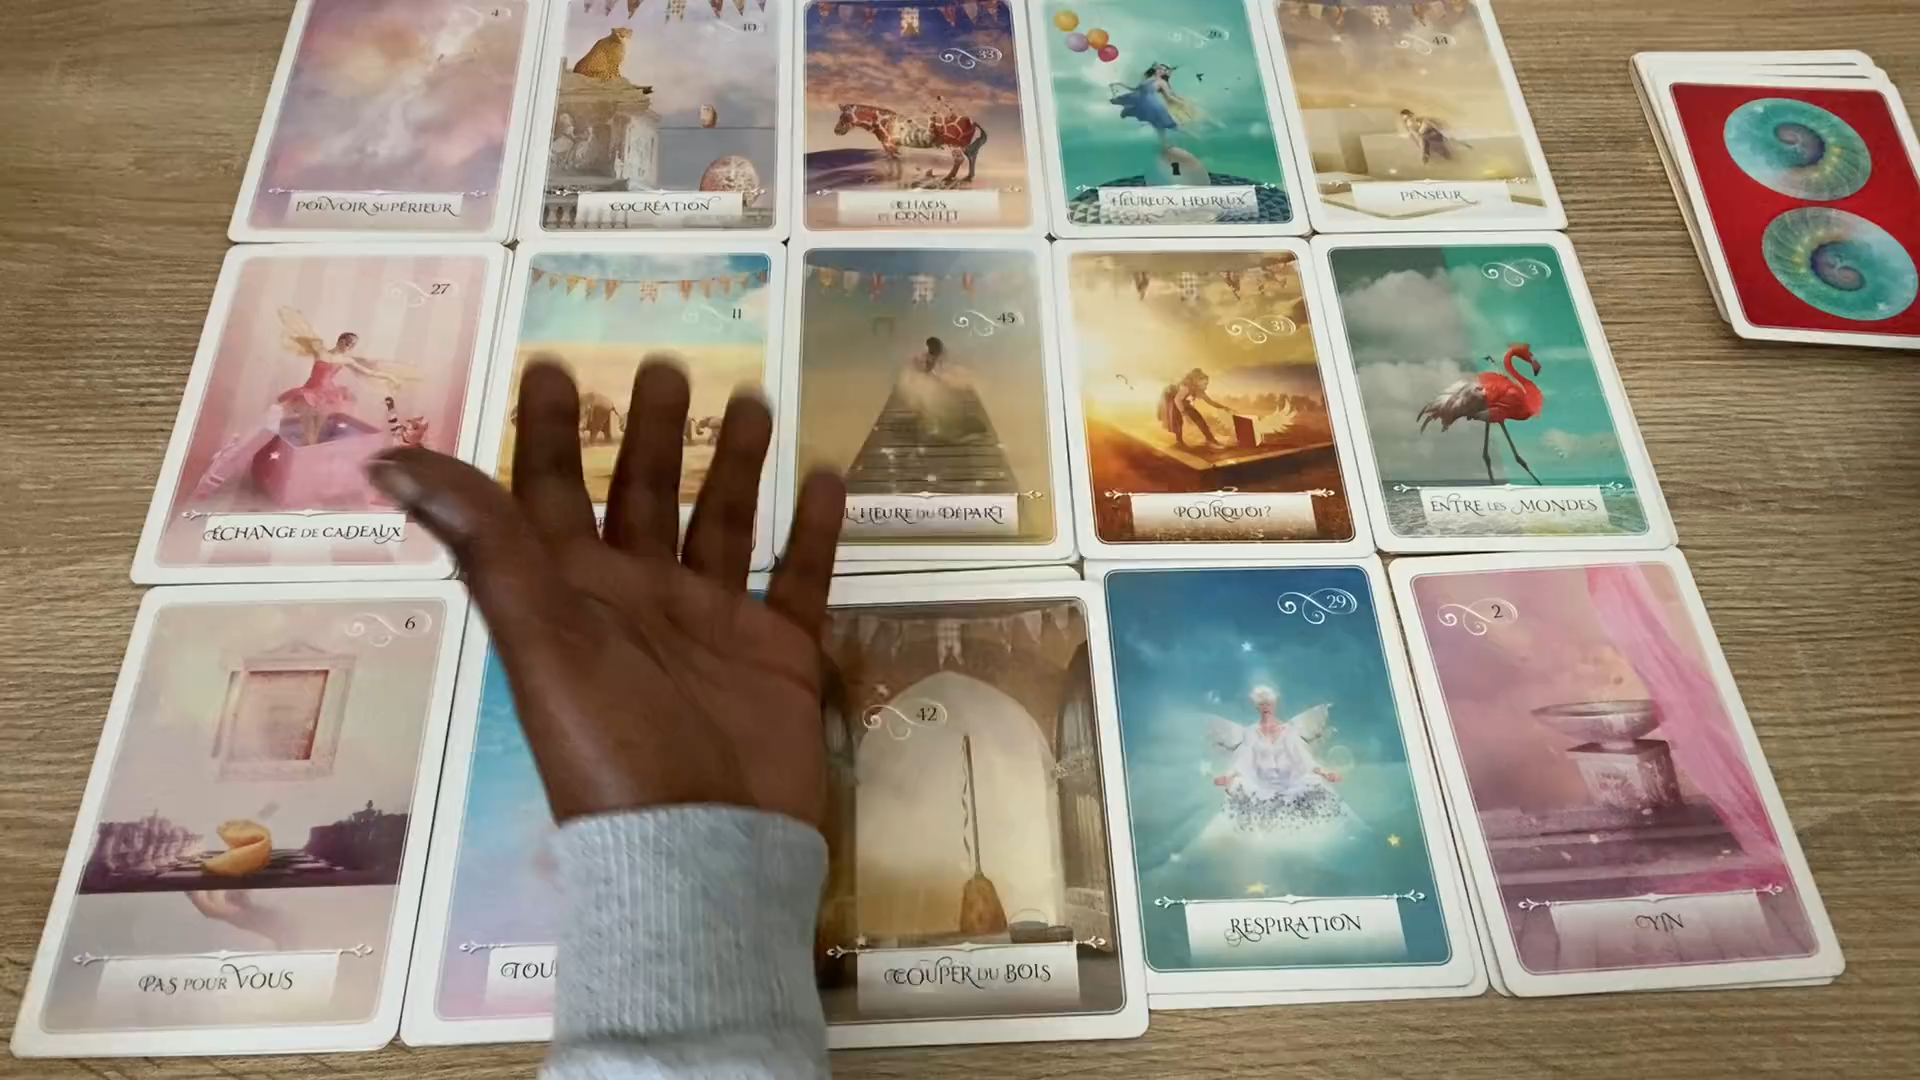 4
POUVOIR SUPÉRIEUR
10
COCRÉATION
33
CHAOS
ET CONFLIT
26
HEUREUX, HEUREUX
1
44
PENSEUR
27
ÉCHANGE DE CADEAUX
11
45
L'HEURE DU DÉPART
31
POURQUOI?
3
ENTRE LES MONDES
6
PAS POUR VOUS
42
COUPER DU BOIS
29
RESPIRATION
2
YIN